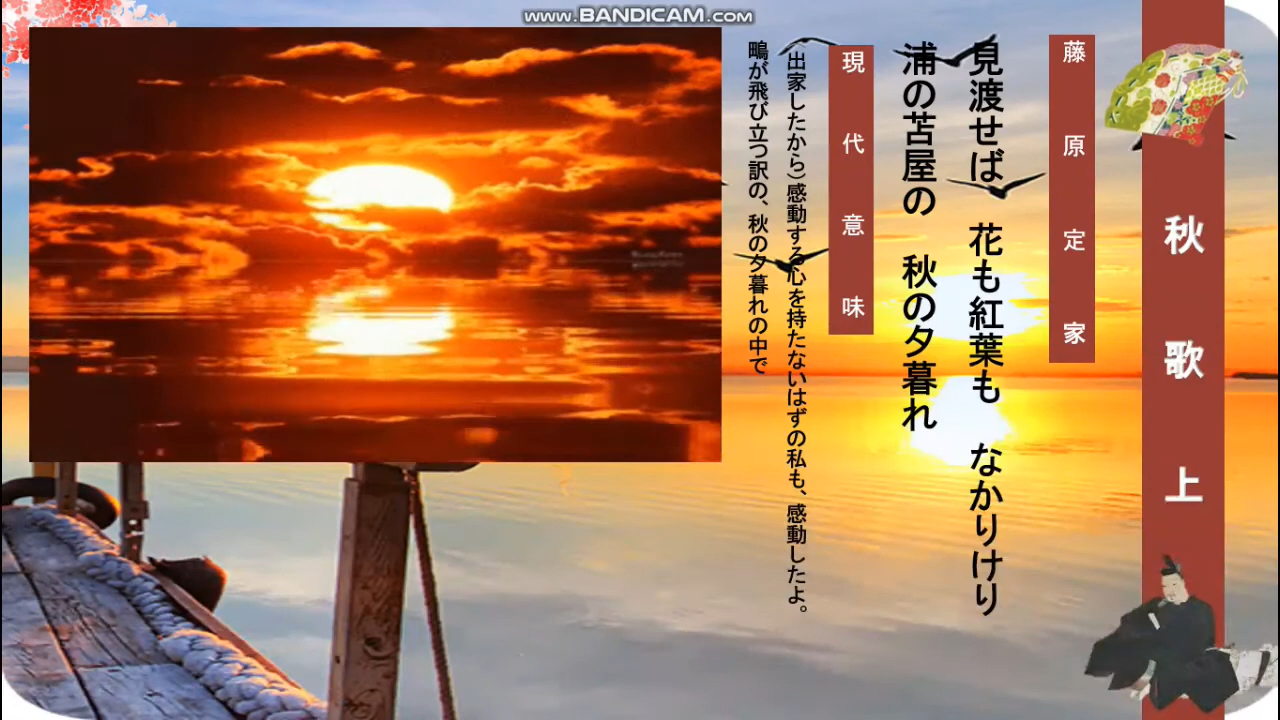 www.BANDICAM.com
秋歌上
藤原定家
見渡せば 花も紅葉も なかりけり
浦の苫屋の 秋の夕暮れ
現代意味
(出家したから)感動する心を持たないはずの私も、感動したよ。
鴫が飛び立つ訳の、秋の夕暮れの中で